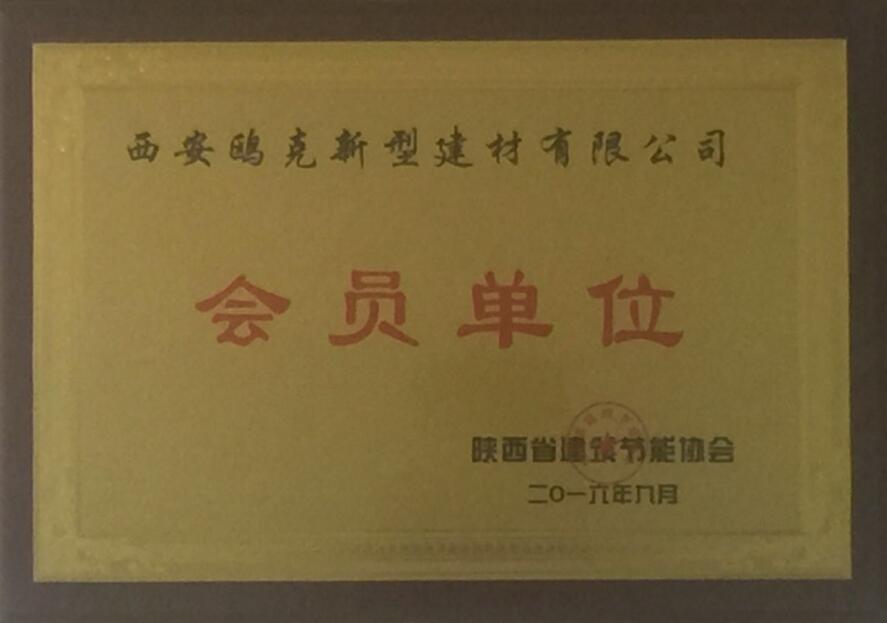 西安鸥克新型建材有限公司
会员单位
陕西省建筑节能协会
二〇一六年九月